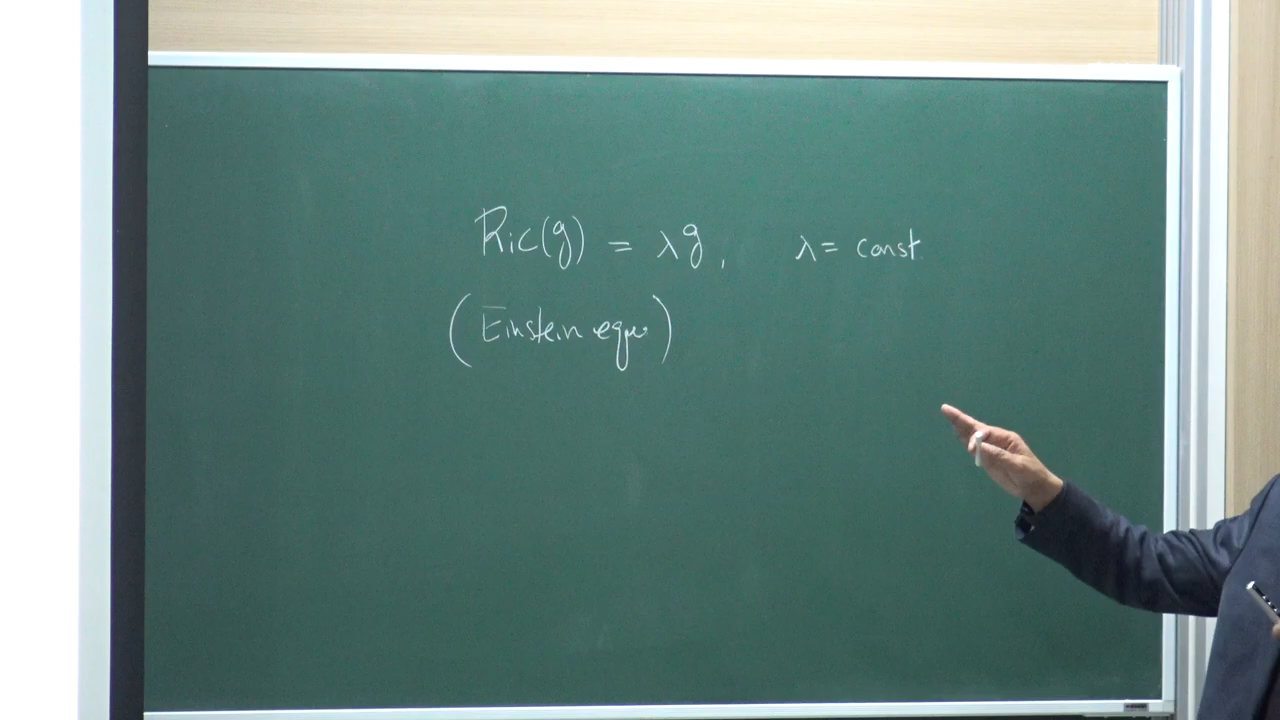 Ric(g) = λg, λ = const.
(Einstein equ)